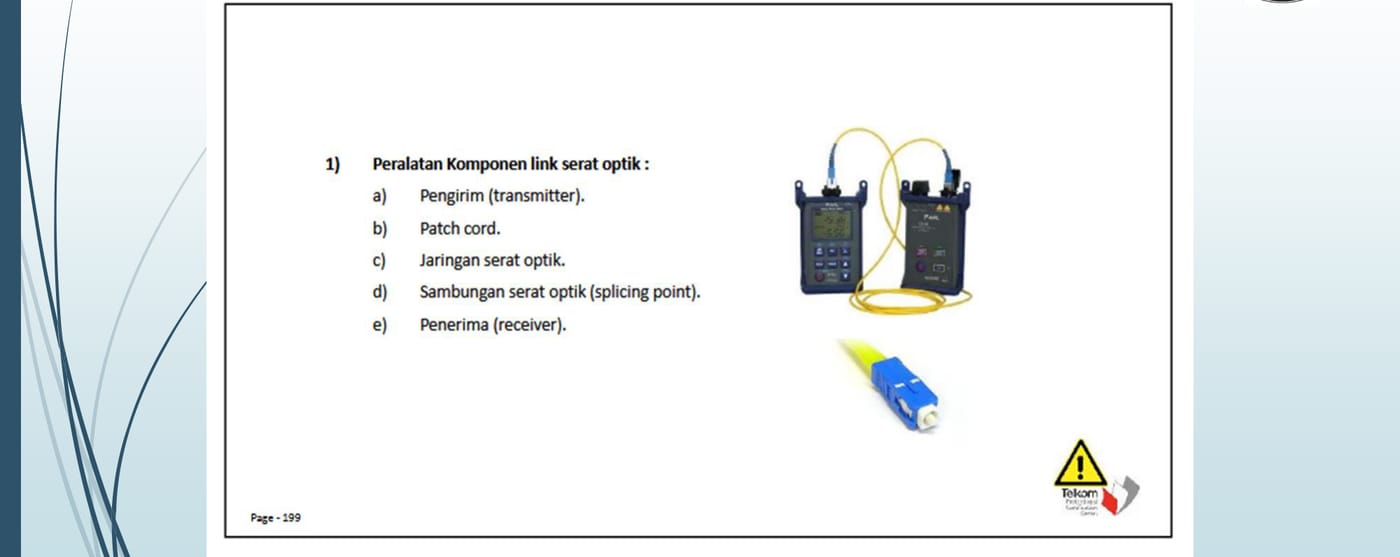 1) Peralatan Komponen link serat optik :
a) Pengirim (transmitter).
b) Patch cord.
c) Jaringan serat optik.
d) Sambungan serat optik (splicing point).
e) Penerima (receiver).
Telkom
Page - 199